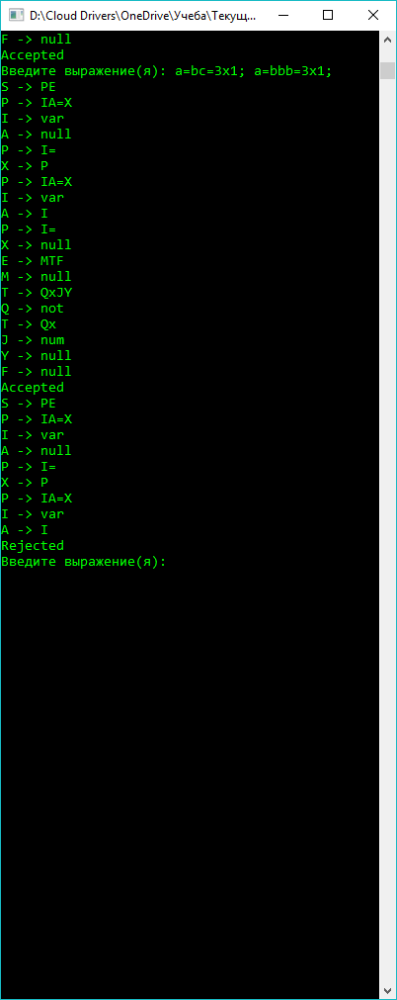 D:\Cloud Drivers\OneDrive\Учеба\Текущ...
F -> null
Accepted
Введите выражение(я): a=bc=3x1; a=bbb=3x1;
S -> PE
P -> IA=X
I -> var
A -> null
P -> I=
X -> P
P -> IA=X
I -> var
A -> I
P -> I=
X -> null
E -> MTF
M -> null
T -> QxJY
Q -> not
T -> Qx
J -> num
Y -> null
F -> null
Accepted
S -> PE
P -> IA=X
I -> var
A -> null
P -> I=
X -> P
P -> IA=X
I -> var
A -> I
Rejected
Введите выражение(я):